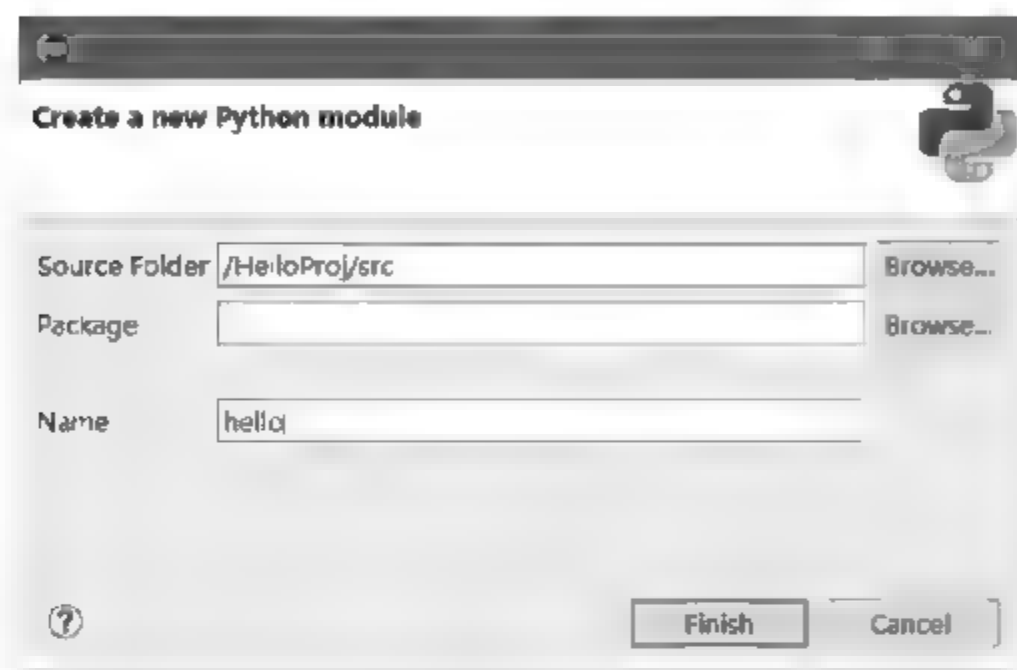 Create a new Python module
Source Folder /HelloProj/src Browse...
Package Browse...
Name hello
? Finish Cancel